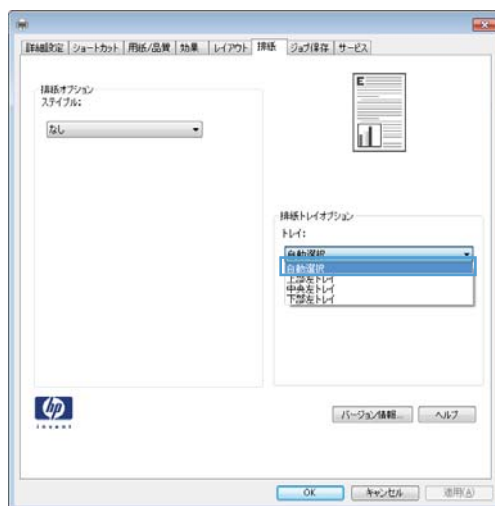 詳細設定 ショートカット 用紙/品質 効果 レイアウト 排紙 ジョブ保存 サービス
排紙オプション
ステイプル:
なし
E
排紙トレイオプション
トレイ:
自動選択
自動選択
上部左トレイ
中央左トレイ
下部左トレイ
hp
invent
バージョン情報... ヘルプ
OK キャンセル 適用(A)